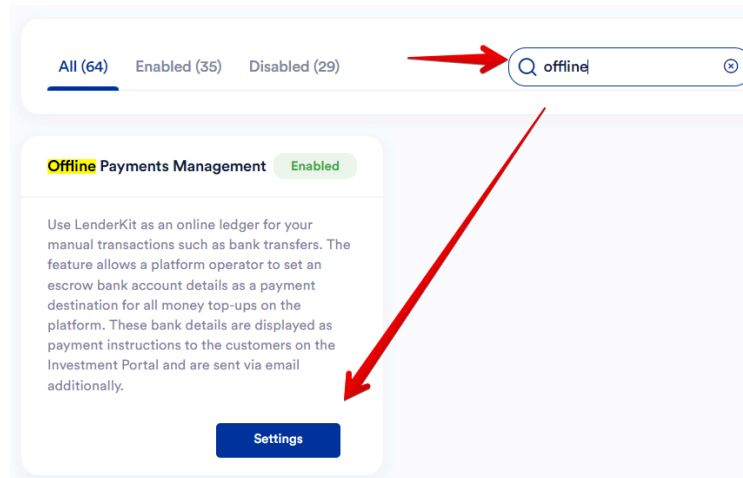 All (64) Enabled (35) Disabled (29) offline
Offline Payments Management Enabled
Use LenderKit as an online ledger for your
manual transactions such as bank transfers. The
feature allows a platform operator to set an
escrow bank account details as a payment
destination for all money top-ups on the
platform. These bank details are displayed as
payment instructions to the customers on the
Investment Portal and are sent via email
additionally.
Settings